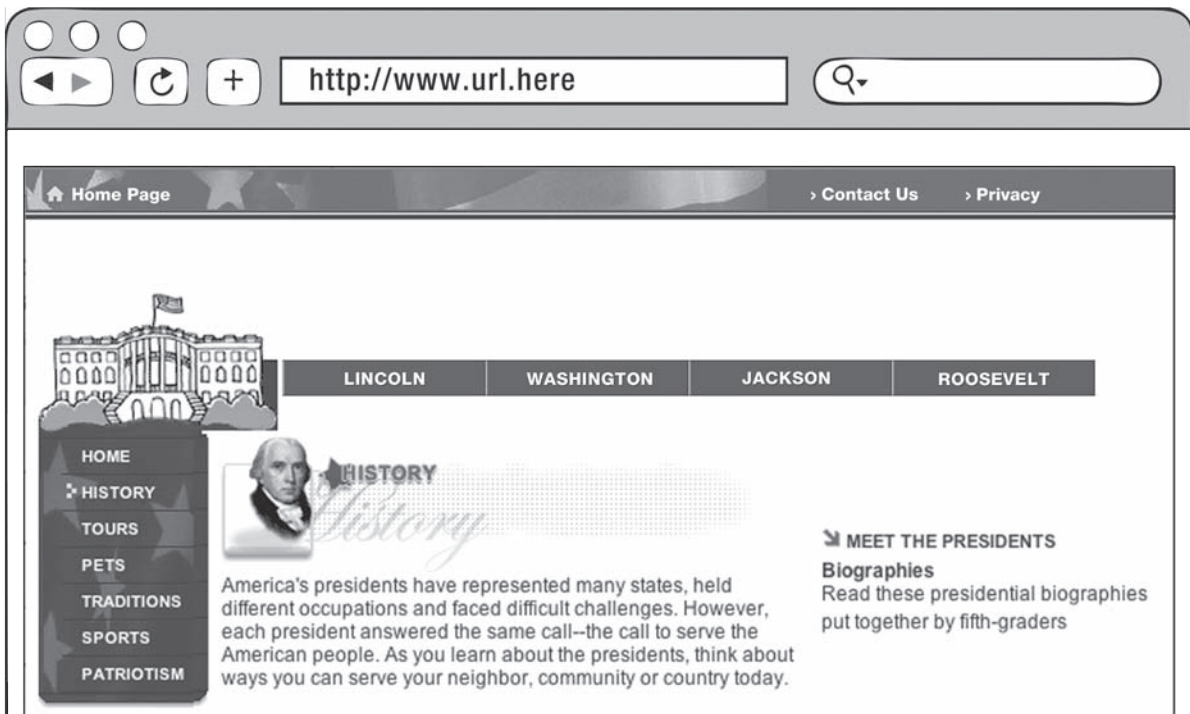 http://www.url.here
Home Page
› Contact Us
› Privacy
LINCOLN
WASHINGTON
JACKSON
ROOSEVELT
HOME
HISTORY
TOURS
PETS
TRADITIONS
SPORTS
PATRIOTISM
HISTORY
History
America's presidents have represented many states, held
different occupations and faced difficult challenges. However,
each president answered the same call--the call to serve the
American people. As you learn about the presidents, think about
ways you can serve your neighbor, community or country today.
MEET THE PRESIDENTS
Biographies
Read these presidential biographies
put together by fifth-graders